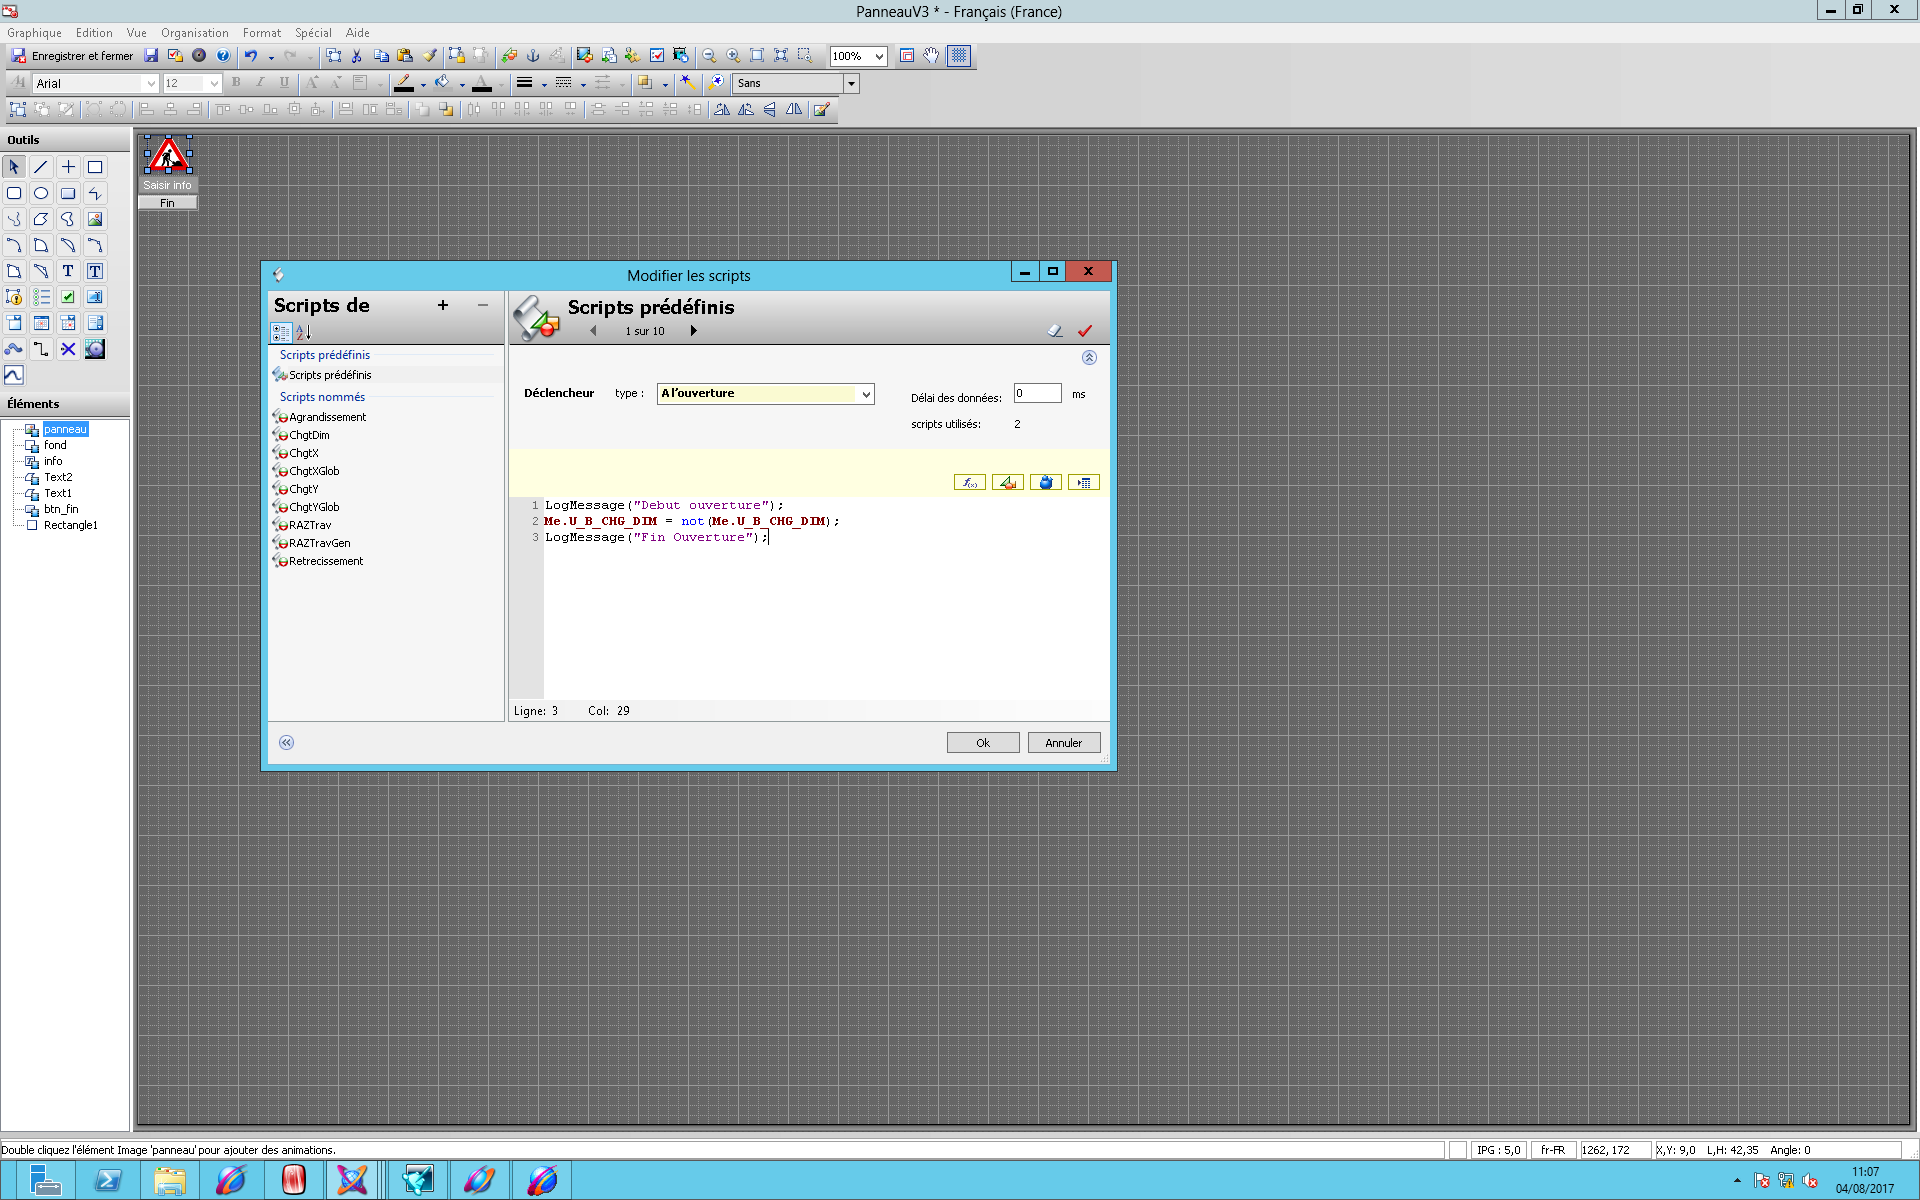 PanneauV3 * - Français (France)
Graphique Edition Vue Organisation Format Spécial Aide
Enregistrer et fermer
100%
Arial 12 B I U
Sans
Outils
Saisir info
Fin
Éléments
panneau
fond
info
Text2
Text1
btn_fin
Rectangle1
Modifier les scripts
Scripts de + −
Scripts prédéfinis
Scripts prédéfinis
Scripts nommés
Agrandissement
ChgtDim
ChgtX
ChgtXGlob
ChgtY
ChgtYGlob
RAZTrav
RAZTravGen
Retrecissement
Scripts prédéfinis
1 sur 10
Déclencheur type : A l'ouverture
Délai des données: 0 ms
scripts utilisés: 2
1 LogMessage("Debut ouverture");
2 Me.U_B_CHG_DIM = not(Me.U_B_CHG_DIM);
3 LogMessage("Fin Ouverture");
Ligne: 3 Col: 29
Ok Annuler
Double cliquez l'élément Image 'panneau' pour ajouter des animations.
IPG : 5,0 fr-FR 1262, 172 X,Y: 9,0 L,H: 42,35 Angle: 0
11:07
04/08/2017